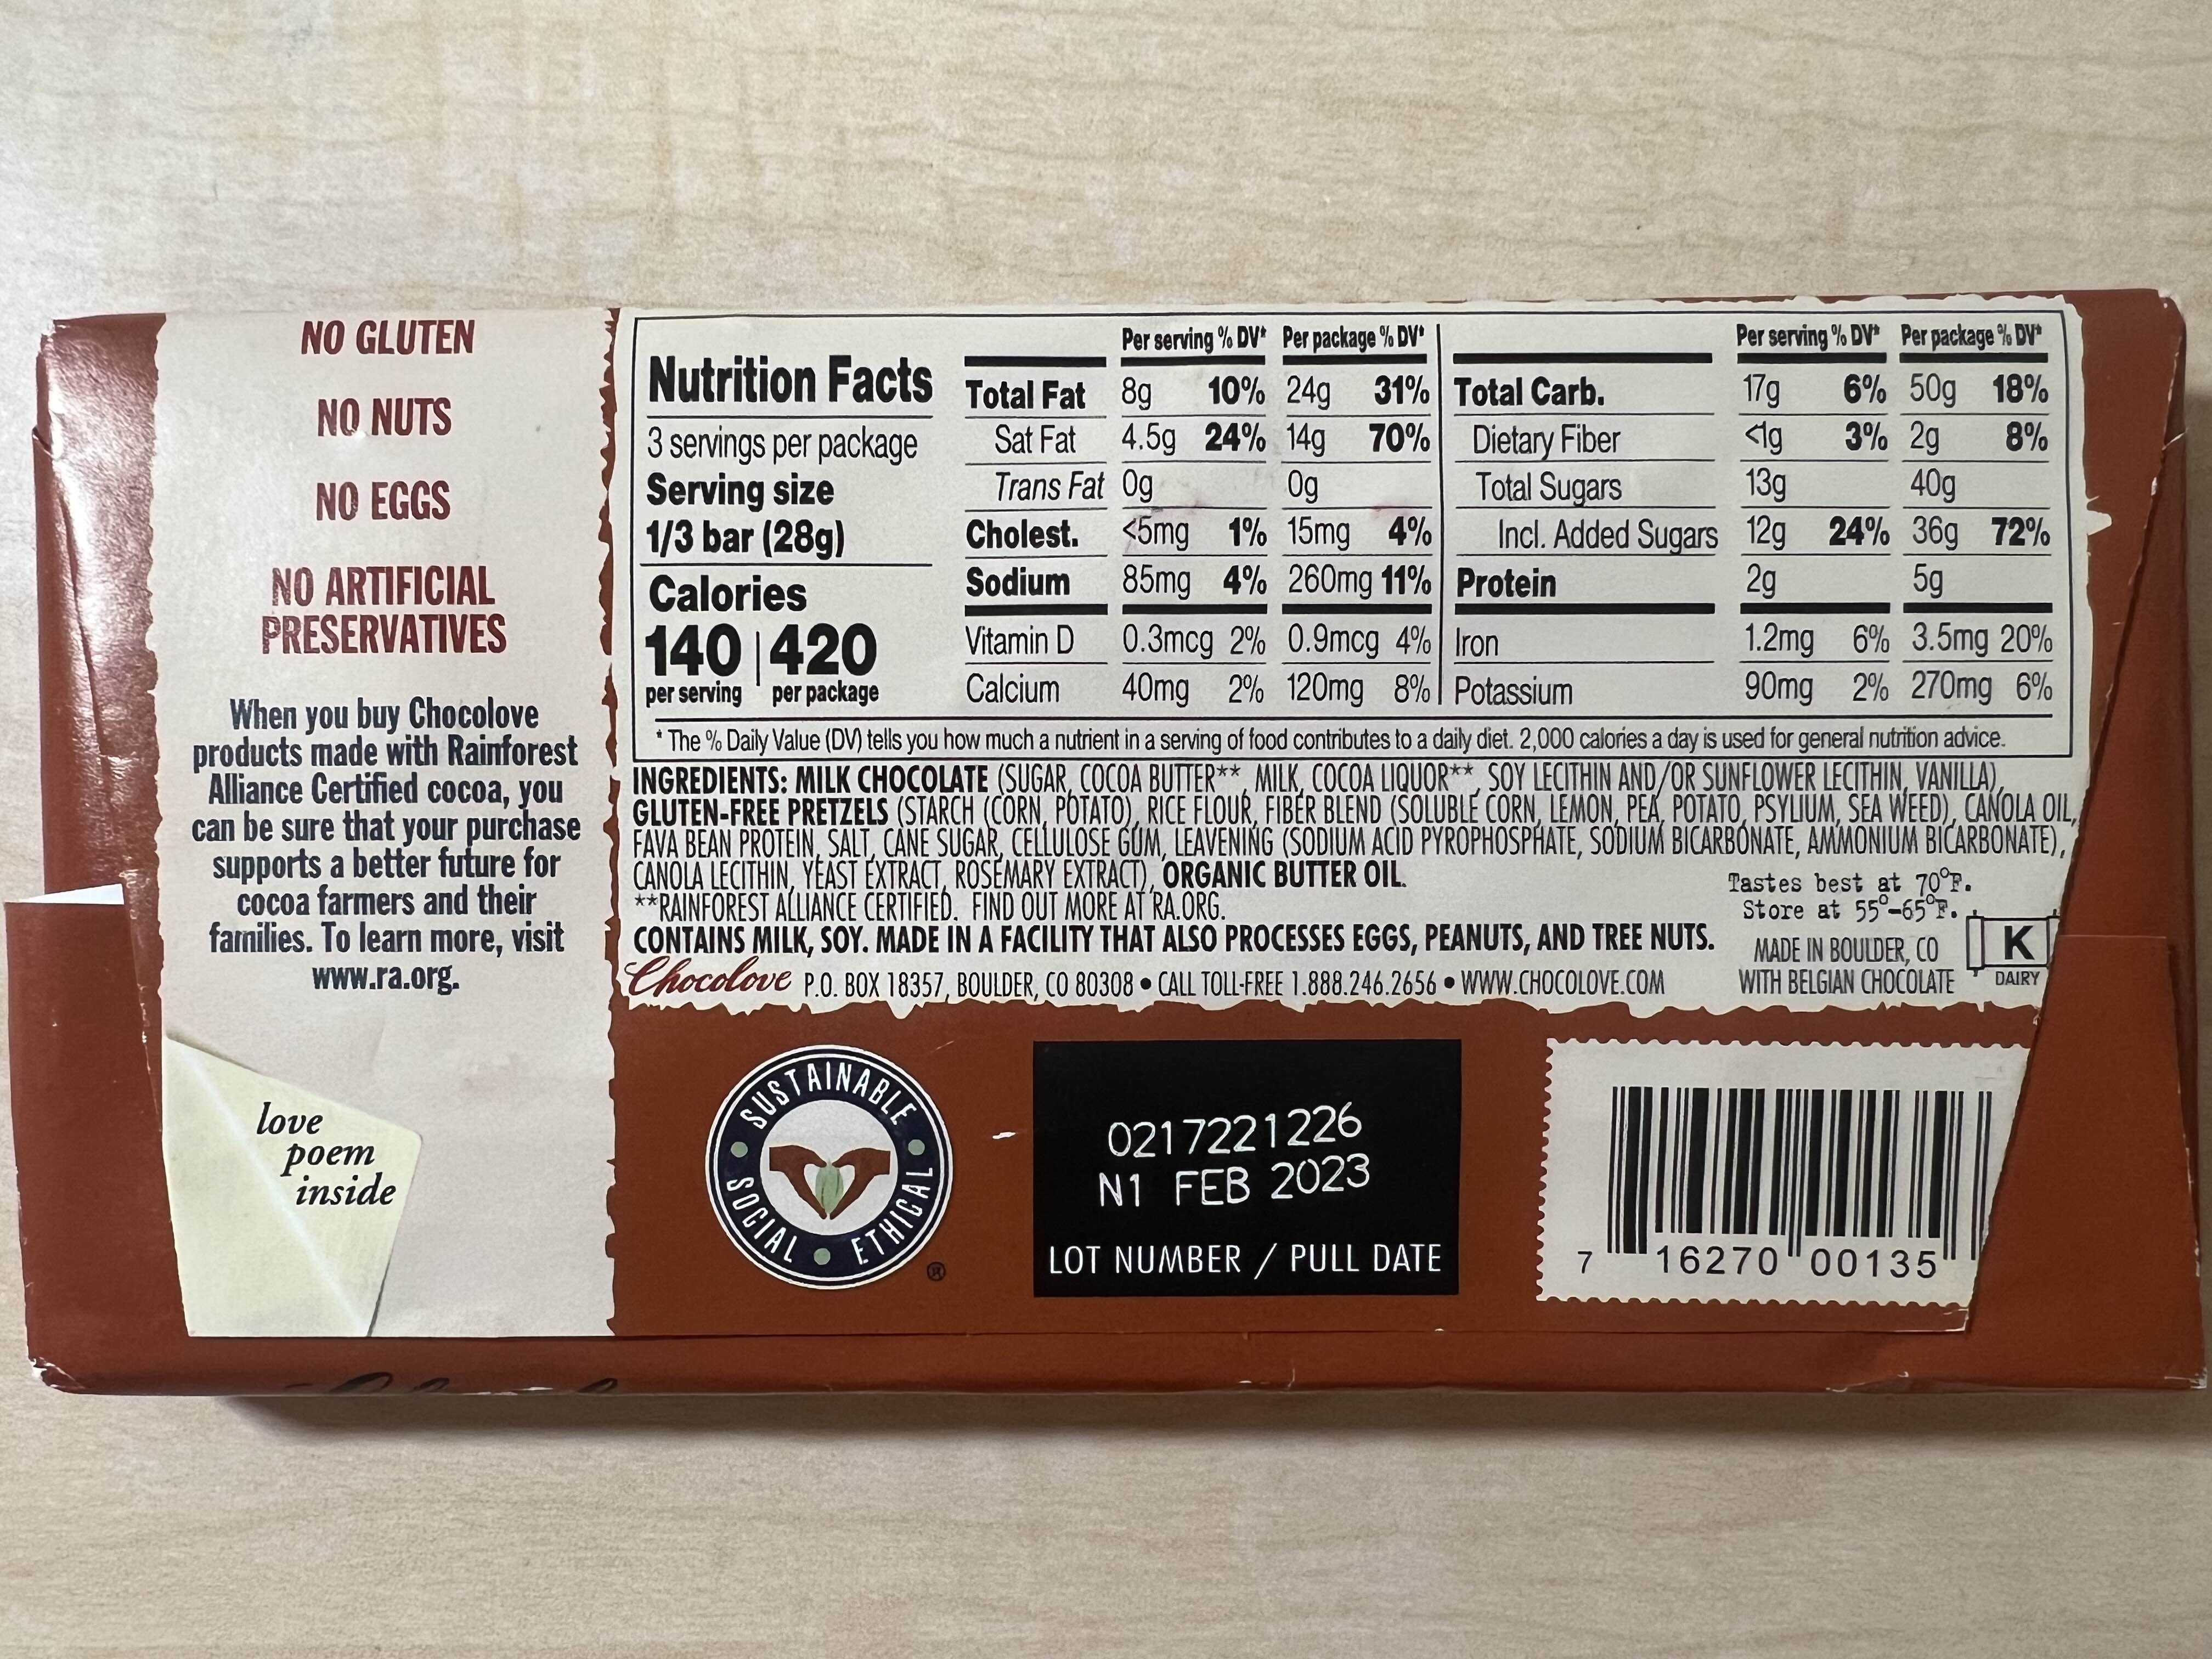 NO GLUTEN
NO NUTS
NO EGGS
NO ARTIFICIAL
PRESERVATIVES
When you buy Chocolove
products made with Rainforest
Alliance Certified cocoa, you
can be sure that your purchase
supports a better future for
cocoa farmers and their
families. To learn more, visit
www.ra.org.
love
poem
inside
Nutrition Facts
3 servings per package
Serving size
1/3 bar (28g)
Calories
140 | 420
per serving per package
Per serving % DV* Per package % DV*
Total Fat 8g 10% 24g 31%
Sat Fat 4.5g 24% 14g 70%
Trans Fat 0g 0g
Cholest. <5mg 1% 15mg 4%
Sodium 85mg 4% 260mg 11%
Vitamin D 0.3mcg 2% 0.9mcg 4%
Calcium 40mg 2% 120mg 8%
Per serving % DV* Per package % DV*
Total Carb. 17g 6% 50g 18%
Dietary Fiber <1g 3% 2g 8%
Total Sugars 13g 40g
Incl. Added Sugars 12g 24% 36g 72%
Protein 2g 5g
Iron 1.2mg 6% 3.5mg 20%
Potassium 90mg 2% 270mg 6%
* The % Daily Value (DV) tells you how much a nutrient in a serving of food contributes to a daily diet. 2,000 calories a day is used for general nutrition advice.
INGREDIENTS: MILK CHOCOLATE (SUGAR, COCOA BUTTER**, MILK, COCOA LIQUOR**, SOY LECITHIN AND/OR SUNFLOWER LECITHIN, VANILLA),
GLUTEN-FREE PRETZELS (STARCH (CORN, POTATO), RICE FLOUR, FIBER BLEND (SOLUBLE CORN, LEMON, PEA, POTATO, PSYLIUM, SEA WEED), CANOLA OIL,
FAVA BEAN PROTEIN, SALT, CANE SUGAR, CELLULOSE GUM, LEAVENING (SODIUM ACID PYROPHOSPHATE, SODIUM BICARBONATE, AMMONIUM BICARBONATE),
CANOLA LECITHIN, YEAST EXTRACT, ROSEMARY EXTRACT), ORGANIC BUTTER OIL.
**RAINFOREST ALLIANCE CERTIFIED. FIND OUT MORE AT RA.ORG.
CONTAINS MILK, SOY. MADE IN A FACILITY THAT ALSO PROCESSES EGGS, PEANUTS, AND TREE NUTS.
Chocolove P.O. BOX 18357, BOULDER, CO 80308 • CALL TOLL-FREE 1.888.246.2656 • WWW.CHOCOLOVE.COM
Tastes best at 70°F.
Store at 55°-65°F.
MADE IN BOULDER, CO
WITH BELGIAN CHOCOLATE
K
DAIRY
SUSTAINABLE • ETHICAL • SOCIAL •
®
0217221226
N1 FEB 2023
LOT NUMBER / PULL DATE
7 16270 00135